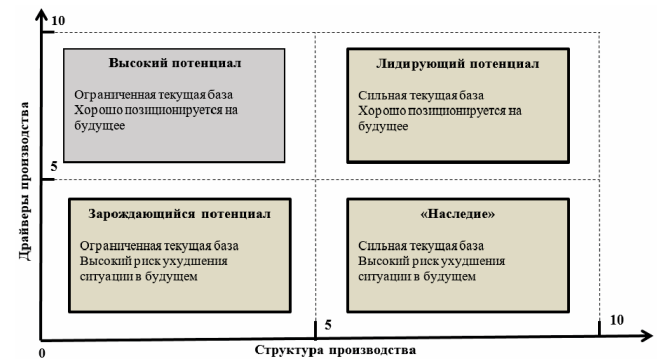 10
Высокий потенциал
Ограниченная текущая база
Хорошо позиционируется на
будущее
Лидирующий потенциал
Сильная текущая база
Хорошо позиционируется на
будущее
Драйверы производства
5
Зарождающийся потенциал
Ограниченная текущая база
Высокий риск ухудшения
ситуации в будущем
«Наследие»
Сильная текущая база
Высокий риск ухудшения
ситуации в будущем
0
5
10
Структура производства